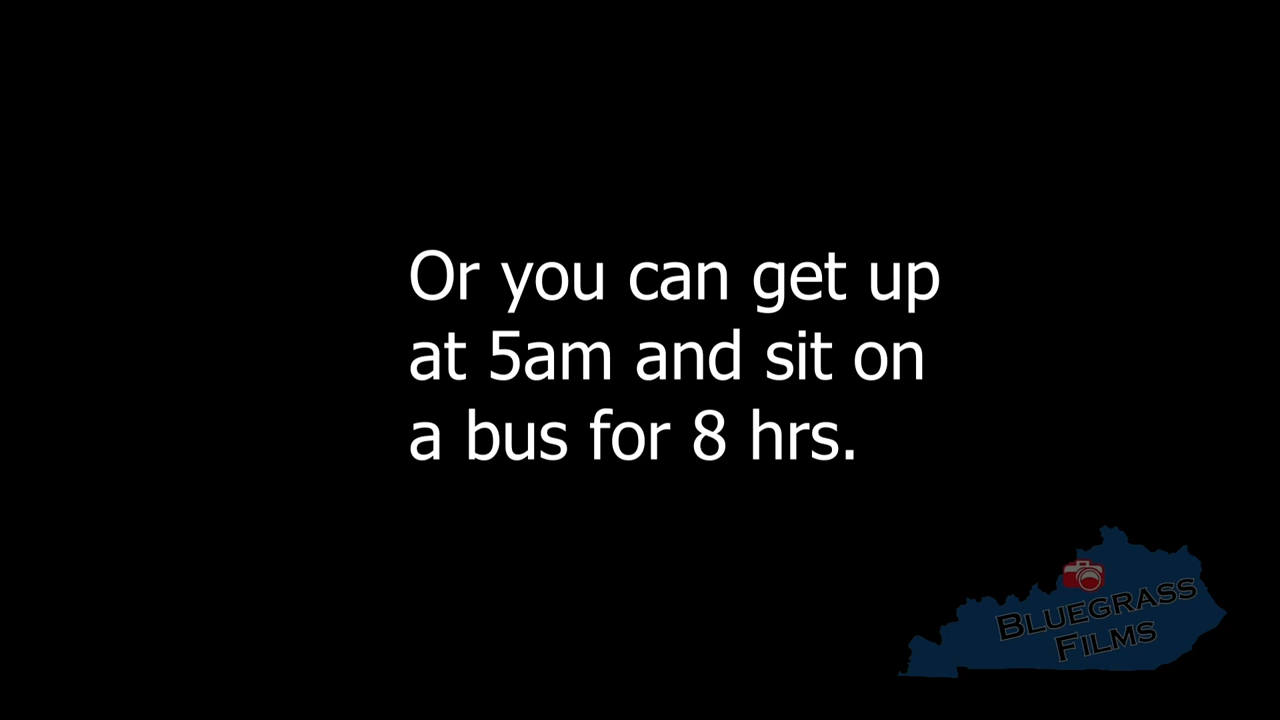 Or you can get up
at 5am and sit on
a bus for 8 hrs.
BLUEGRASS
FILMS